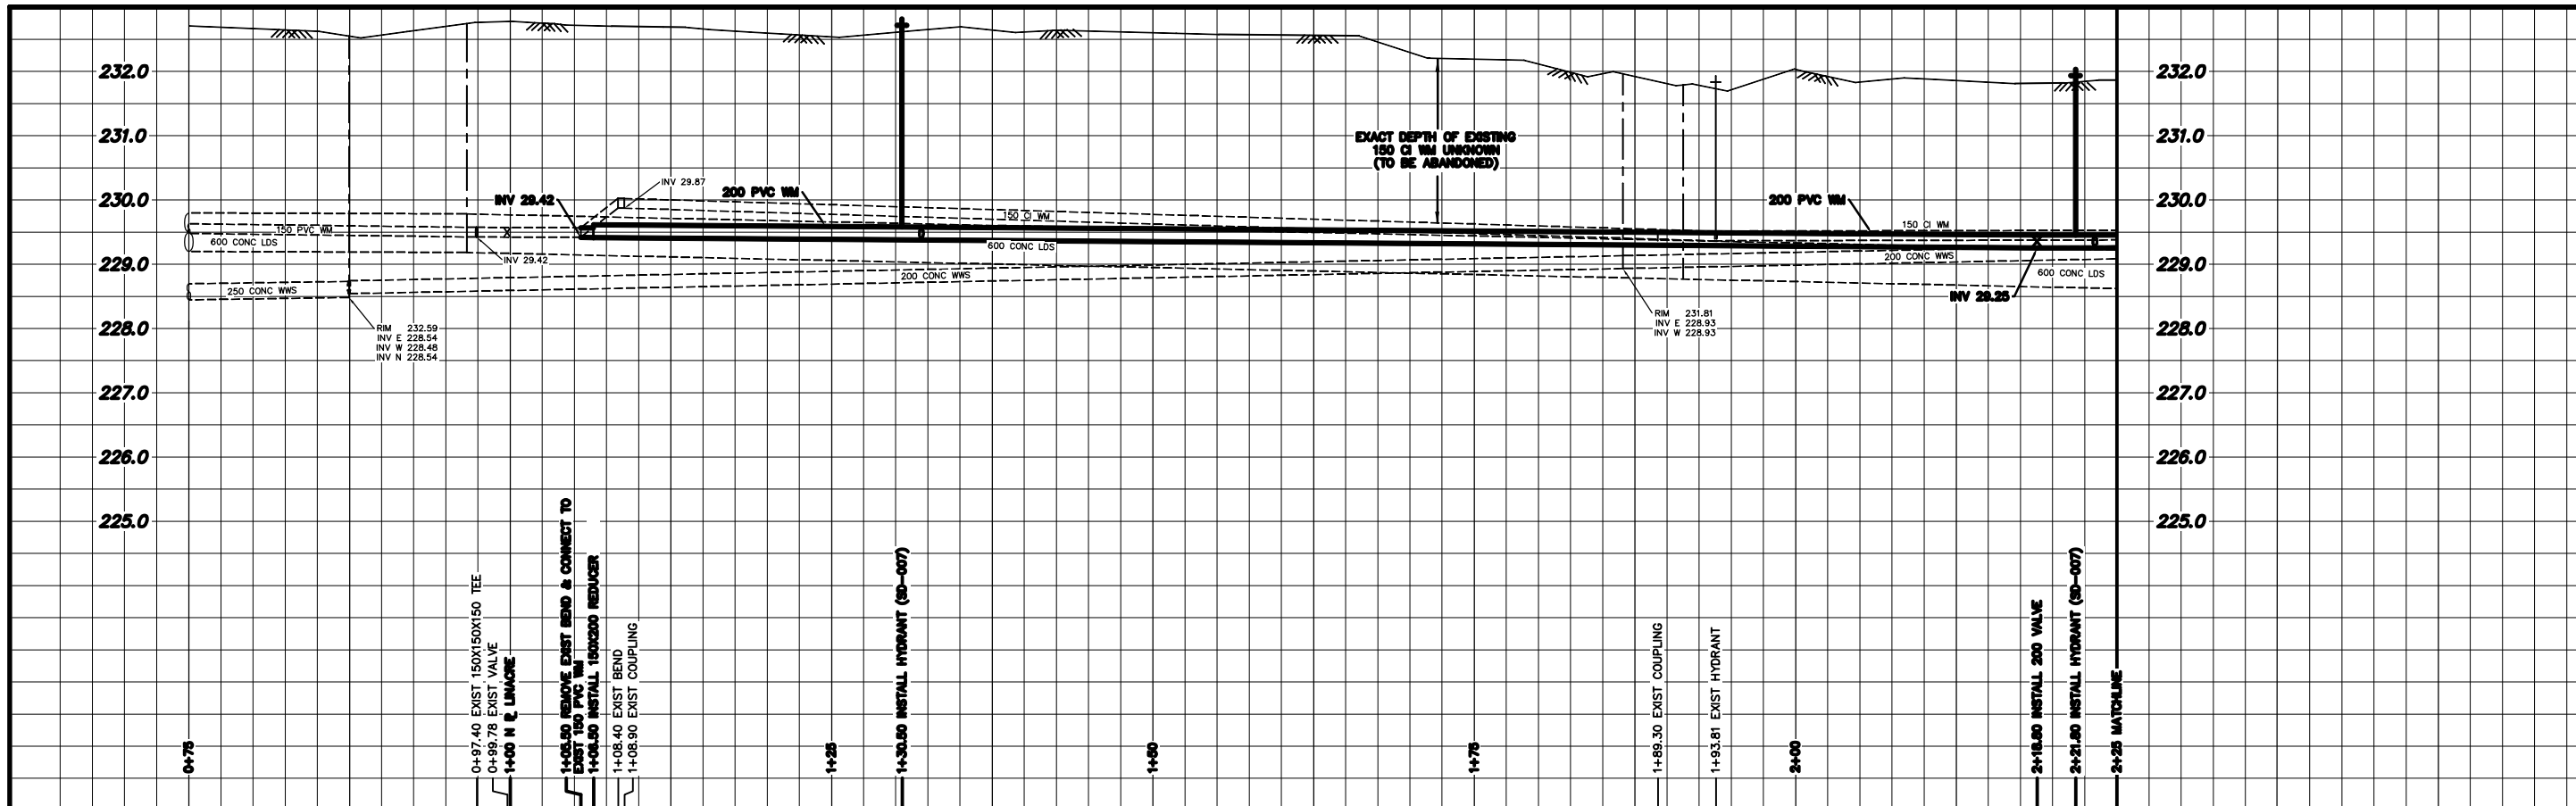 232.0
232.0
231.0
231.0
EXACT DEPTH OF EXISTING
150 CI WM UNKNOWN
(TO BE ABANDONED)
230.0
230.0
INV 29.42
INV 29.87
200 PVC WM
200 PVC WM
150 CI WM
150 CI WM
150 PVC WM
600 CONC LDS
600 CONC LDS
INV 29.42
229.0
229.0
200 CONC WWS
200 CONC WWS
600 CONC LDS
250 CONC WWS
INV 29.25
228.0
228.0
RIM 232.59
INV E 228.54
INV W 228.48
INV N 228.54
RIM 231.81
INV E 228.93
INV W 228.93
227.0
227.0
226.0
226.0
225.0
225.0
0+75
0+97.40 EXIST 150X150X150 TEE
0+99.78 EXIST VALVE
1+00 N PL LINACRE
1+05.50 REMOVE EXIST BEND & CONNECT TO
EXIST 150 PVC WM
1+06.50 INSTALL 150X200 REDUCER
1+08.40 EXIST BEND
1+08.90 EXIST COUPLING
1+25
1+30.50 INSTALL HYDRANT (SD-007)
1+50
1+75
1+89.30 EXIST COUPLING
1+93.81 EXIST HYDRANT
2+00
2+18.80 INSTALL 200 VALVE
2+21.80 INSTALL HYDRANT (SD-007)
2+25 MATCHLINE